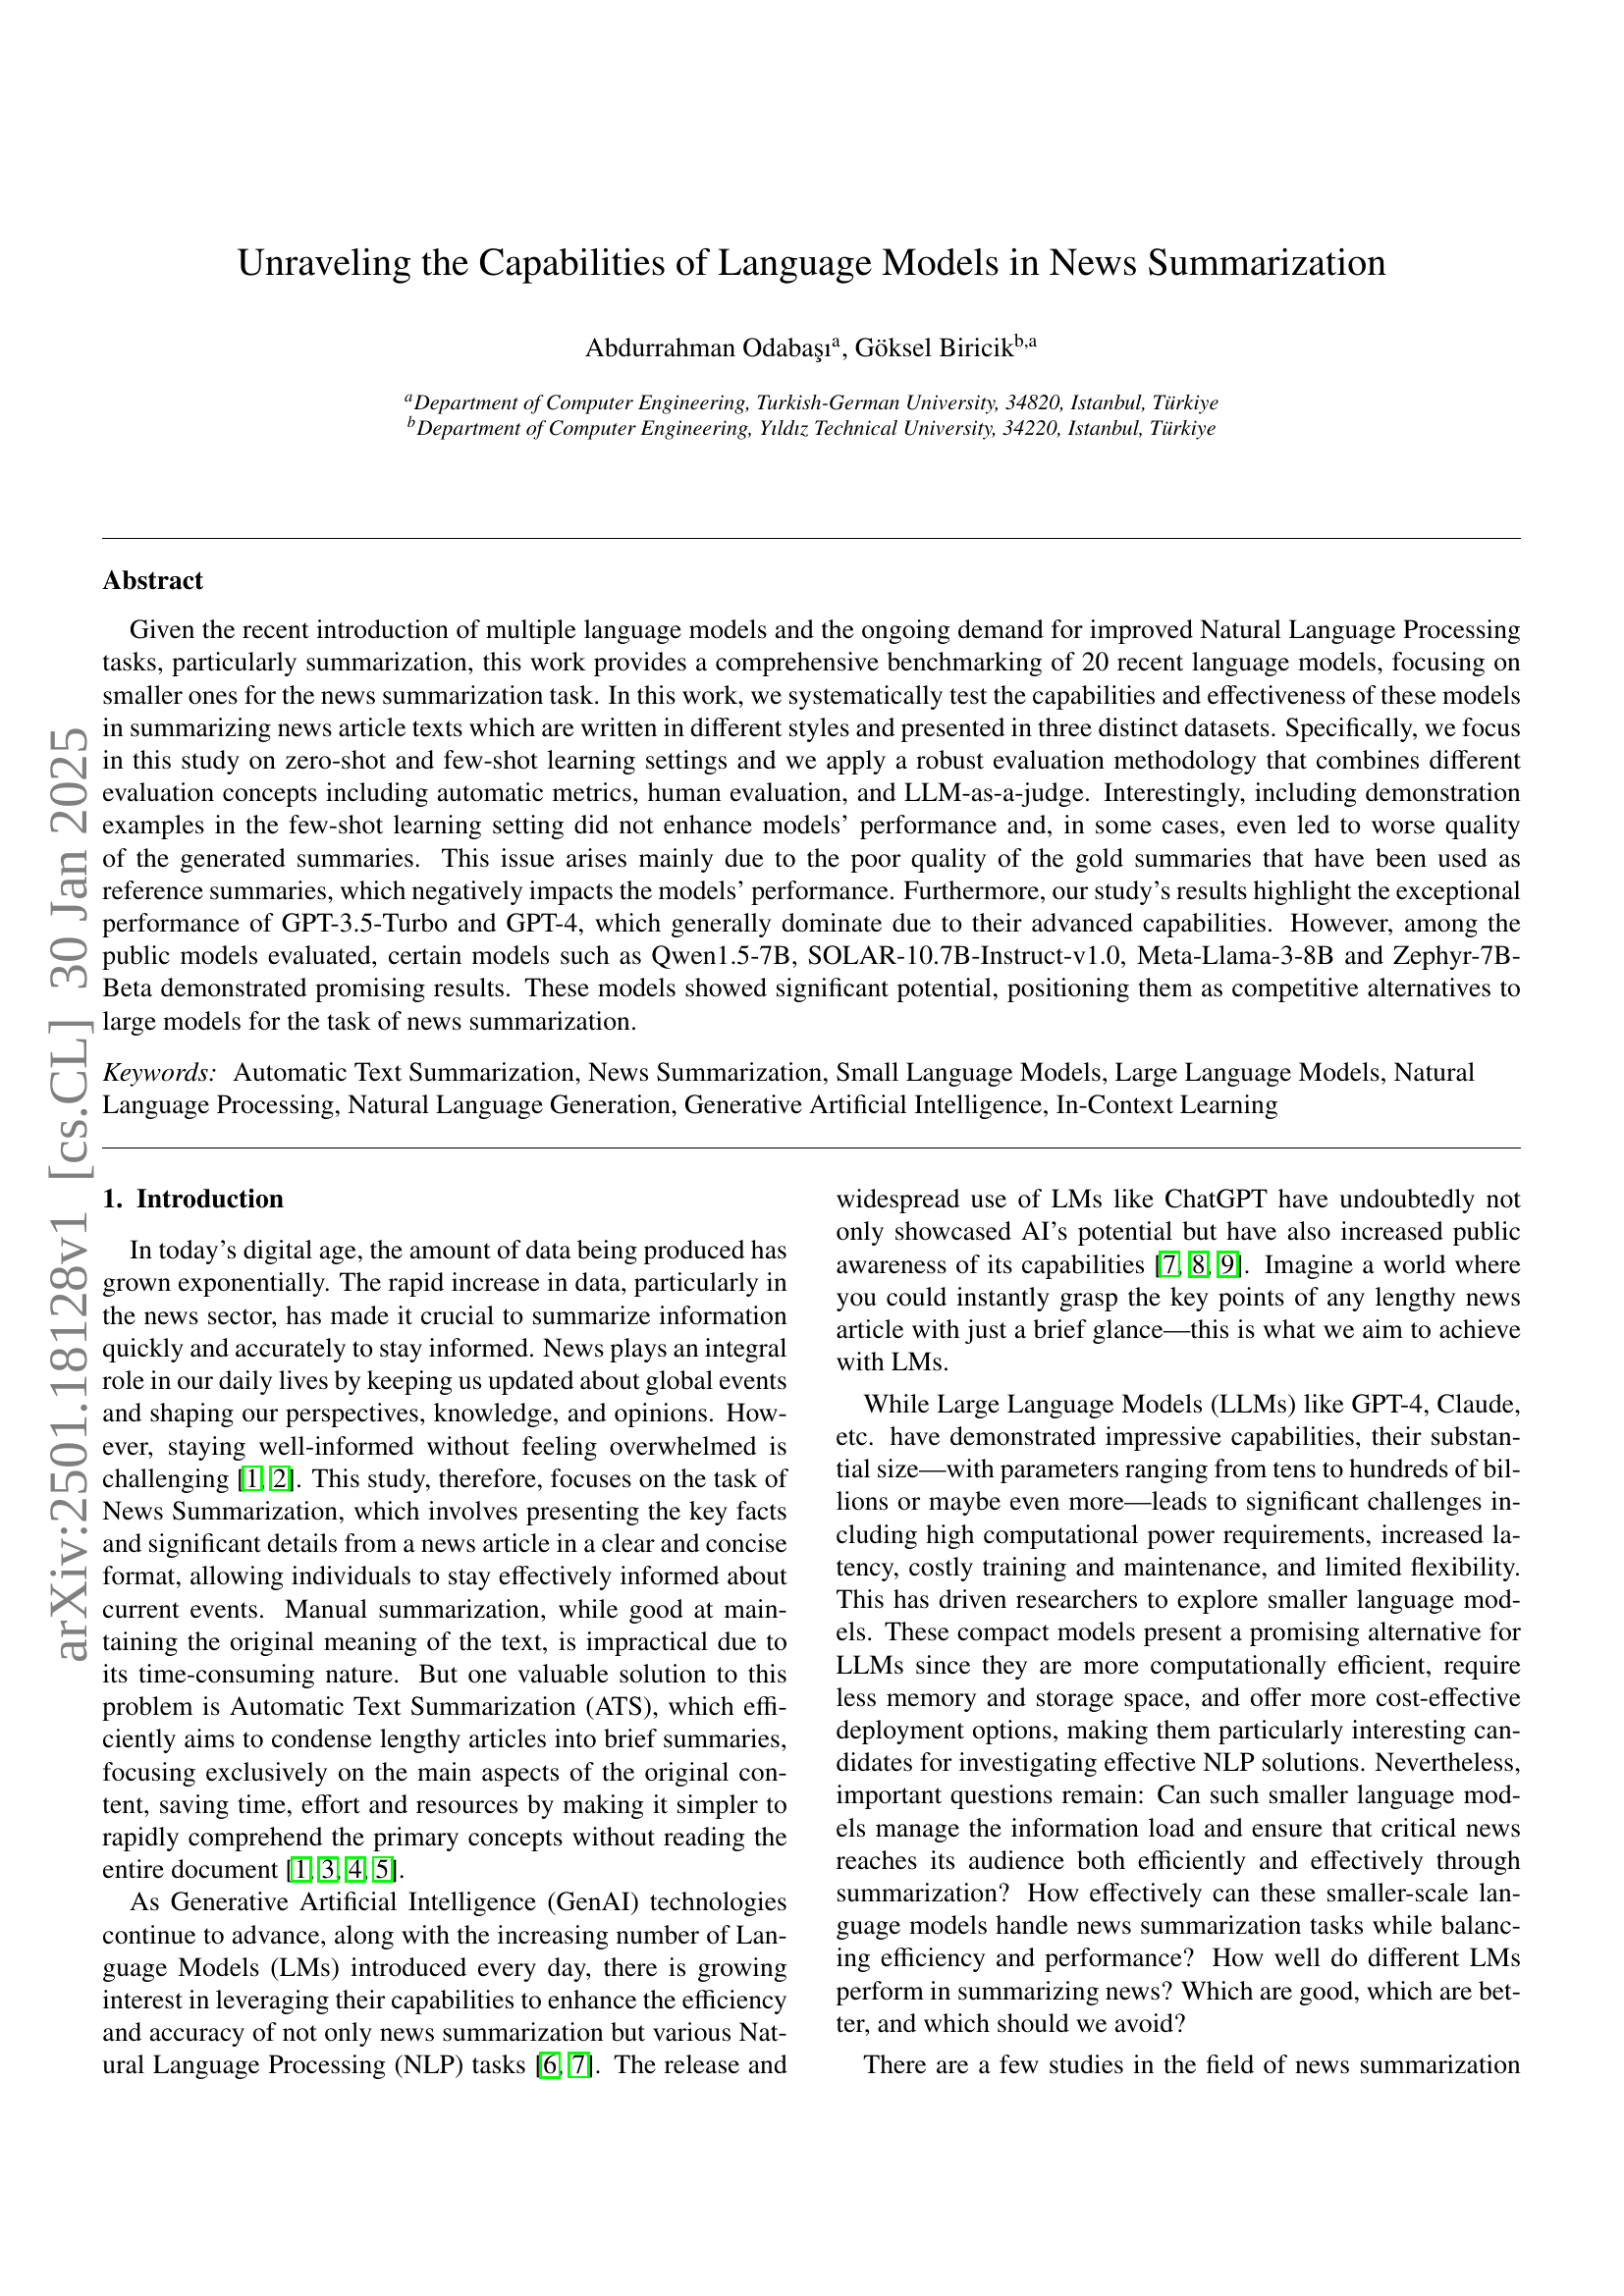 Unraveling the Capabilities of Language Models in News Summarization
Abdurrahman Odabaşıᵃ, Göksel Biricikᵇ,ᵃ
ᵃDepartment of Computer Engineering, Turkish-German University, 34820, Istanbul, Türkiye
ᵇDepartment of Computer Engineering, Yıldız Technical University, 34220, Istanbul, Türkiye
Abstract
Given the recent introduction of multiple language models and the ongoing demand for improved Natural Language Processing
tasks, particularly summarization, this work provides a comprehensive benchmarking of 20 recent language models, focusing on
smaller ones for the news summarization task. In this work, we systematically test the capabilities and effectiveness of these models
in summarizing news article texts which are written in different styles and presented in three distinct datasets. Specifically, we focus
in this study on zero-shot and few-shot learning settings and we apply a robust evaluation methodology that combines different
evaluation concepts including automatic metrics, human evaluation, and LLM-as-a-judge. Interestingly, including demonstration
examples in the few-shot learning setting did not enhance models' performance and, in some cases, even led to worse quality
of the generated summaries. This issue arises mainly due to the poor quality of the gold summaries that have been used as
reference summaries, which negatively impacts the models' performance. Furthermore, our study's results highlight the exceptional
performance of GPT-3.5-Turbo and GPT-4, which generally dominate due to their advanced capabilities. However, among the
public models evaluated, certain models such as Qwen1.5-7B, SOLAR-10.7B-Instruct-v1.0, Meta-Llama-3-8B and Zephyr-7B-
Beta demonstrated promising results. These models showed significant potential, positioning them as competitive alternatives to
large models for the task of news summarization.
Keywords: Automatic Text Summarization, News Summarization, Small Language Models, Large Language Models, Natural
Language Processing, Natural Language Generation, Generative Artificial Intelligence, In-Context Learning
arXiv:2501.18128v1 [cs.CL] 30 Jan 2025
1. Introduction
In today's digital age, the amount of data being produced has
grown exponentially. The rapid increase in data, particularly in
the news sector, has made it crucial to summarize information
quickly and accurately to stay informed. News plays an integral
role in our daily lives by keeping us updated about global events
and shaping our perspectives, knowledge, and opinions. How-
ever, staying well-informed without feeling overwhelmed is
challenging [1, 2]. This study, therefore, focuses on the task of
News Summarization, which involves presenting the key facts
and significant details from a news article in a clear and concise
format, allowing individuals to stay effectively informed about
current events. Manual summarization, while good at main-
taining the original meaning of the text, is impractical due to
its time-consuming nature. But one valuable solution to this
problem is Automatic Text Summarization (ATS), which effi-
ciently aims to condense lengthy articles into brief summaries,
focusing exclusively on the main aspects of the original con-
tent, saving time, effort and resources by making it simpler to
rapidly comprehend the primary concepts without reading the
entire document [1, 3, 4, 5].
As Generative Artificial Intelligence (GenAI) technologies
continue to advance, along with the increasing number of Lan-
guage Models (LMs) introduced every day, there is growing
interest in leveraging their capabilities to enhance the efficiency
and accuracy of not only news summarization but various Nat-
ural Language Processing (NLP) tasks [6, 7]. The release and
widespread use of LMs like ChatGPT have undoubtedly not
only showcased AI's potential but have also increased public
awareness of its capabilities [7, 8, 9]. Imagine a world where
you could instantly grasp the key points of any lengthy news
article with just a brief glance—this is what we aim to achieve
with LMs.
While Large Language Models (LLMs) like GPT-4, Claude,
etc. have demonstrated impressive capabilities, their substan-
tial size—with parameters ranging from tens to hundreds of bil-
lions or maybe even more—leads to significant challenges in-
cluding high computational power requirements, increased la-
tency, costly training and maintenance, and limited flexibility.
This has driven researchers to explore smaller language mod-
els. These compact models present a promising alternative for
LLMs since they are more computationally efficient, require
less memory and storage space, and offer more cost-effective
deployment options, making them particularly interesting can-
didates for investigating effective NLP solutions. Nevertheless,
important questions remain: Can such smaller language mod-
els manage the information load and ensure that critical news
reaches its audience both efficiently and effectively through
summarization? How effectively can these smaller-scale lan-
guage models handle news summarization tasks while balanc-
ing efficiency and performance? How well do different LMs
perform in summarizing news? Which are good, which are bet-
ter, and which should we avoid?
There are a few studies in the field of news summarization